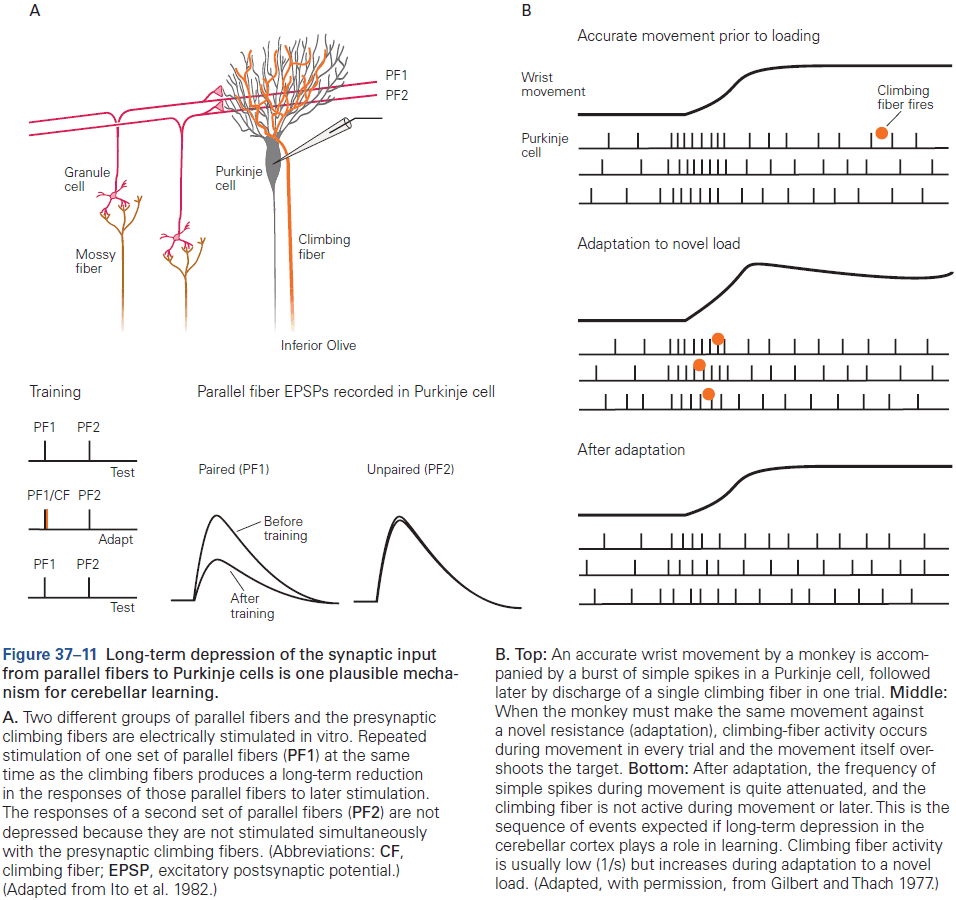 A
PF1
PF2
Granule
cell
Purkinje
cell
Mossy
fiber
Climbing
fiber
Inferior Olive
Training
Parallel fiber EPSPs recorded in Purkinje cell
PF1 PF2
Test
PF1/CF PF2
Adapt
PF1 PF2
Test
Paired (PF1)
Before
training
After
training
Unpaired (PF2)
B
Accurate movement prior to loading
Wrist
movement
Climbing
fiber fires
Purkinje
cell
Adaptation to novel load
After adaptation
Figure 37–11 Long-term depression of the synaptic input
from parallel fibers to Purkinje cells is one plausible mecha-
nism for cerebellar learning.
A. Two different groups of parallel fibers and the presynaptic
climbing fibers are electrically stimulated in vitro. Repeated
stimulation of one set of parallel fibers (PF1) at the same
time as the climbing fibers produces a long-term reduction
in the responses of those parallel fibers to later stimulation.
The responses of a second set of parallel fibers (PF2) are not
depressed because they are not stimulated simultaneously
with the presynaptic climbing fibers. (Abbreviations: CF,
climbing fiber; EPSP, excitatory postsynaptic potential.)
(Adapted from Ito et al. 1982.)
B. Top: An accurate wrist movement by a monkey is accom-
panied by a burst of simple spikes in a Purkinje cell, followed
later by discharge of a single climbing fiber in one trial. Middle:
When the monkey must make the same movement against
a novel resistance (adaptation), climbing-fiber activity occurs
during movement in every trial and the movement itself over-
shoots the target. Bottom: After adaptation, the frequency of
simple spikes during movement is quite attenuated, and the
climbing fiber is not active during movement or later. This is the
sequence of events expected if long-term depression in the
cerebellar cortex plays a role in learning. Climbing fiber activity
is usually low (1/s) but increases during adaptation to a novel
load. (Adapted, with permission, from Gilbert and Thach 1977.)